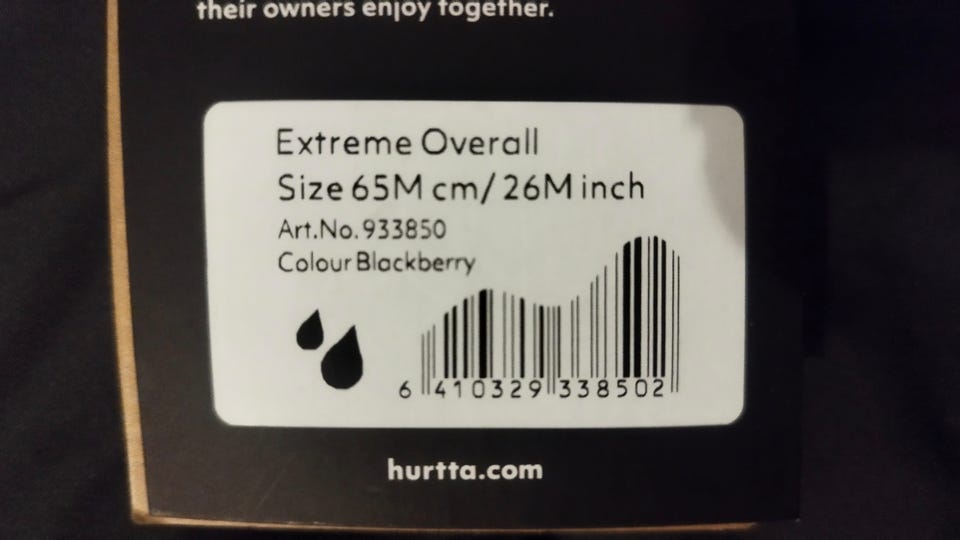 their owners enjoy together.
Extreme Overall
Size 65M cm/ 26M inch
Art.No. 933850
Colour Blackberry
6 410329 338502
hurtta.com